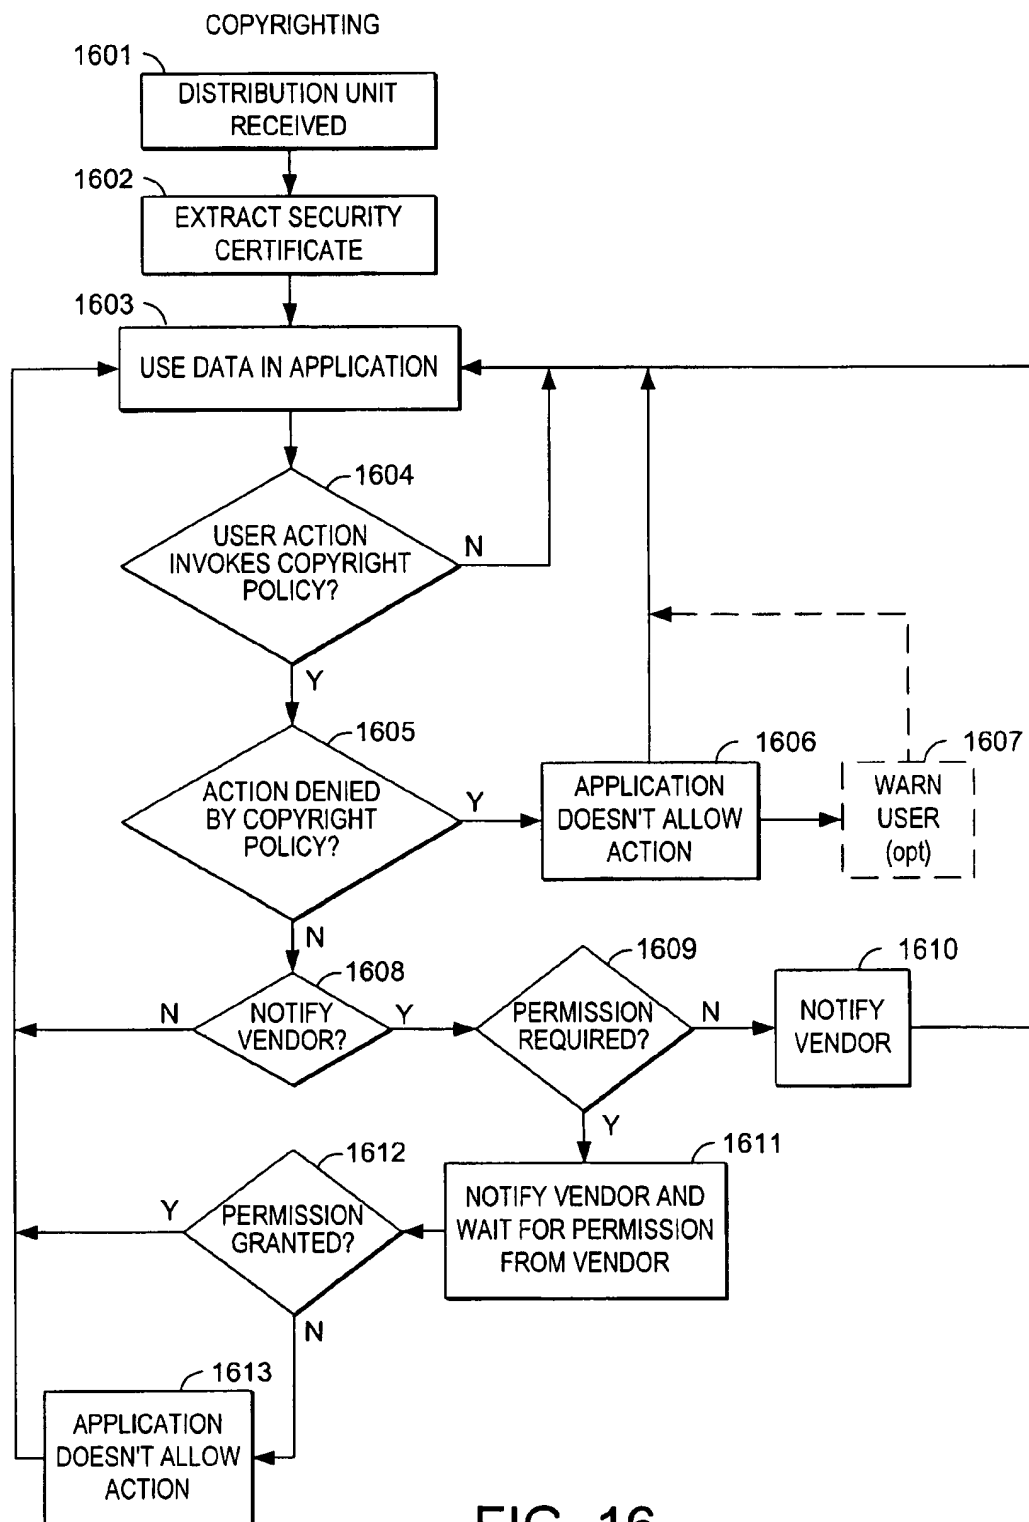 COPYRIGHTING
1601
DISTRIBUTION UNIT
RECEIVED
1602
EXTRACT SECURITY
CERTIFICATE
1603
USE DATA IN APPLICATION
1604
USER ACTION
INVOKES COPYRIGHT
POLICY?
N
Y
1605
ACTION DENIED
BY COPYRIGHT
POLICY?
Y
N
1606
APPLICATION
DOESN'T ALLOW
ACTION
1607
WARN
USER
(opt)
1608
NOTIFY
VENDOR?
N
Y
1609
PERMISSION
REQUIRED?
N
Y
1610
NOTIFY
VENDOR
1611
NOTIFY VENDOR AND
WAIT FOR PERMISSION
FROM VENDOR
1612
PERMISSION
GRANTED?
Y
N
1613
APPLICATION
DOESN'T ALLOW
ACTION
FIG. 16